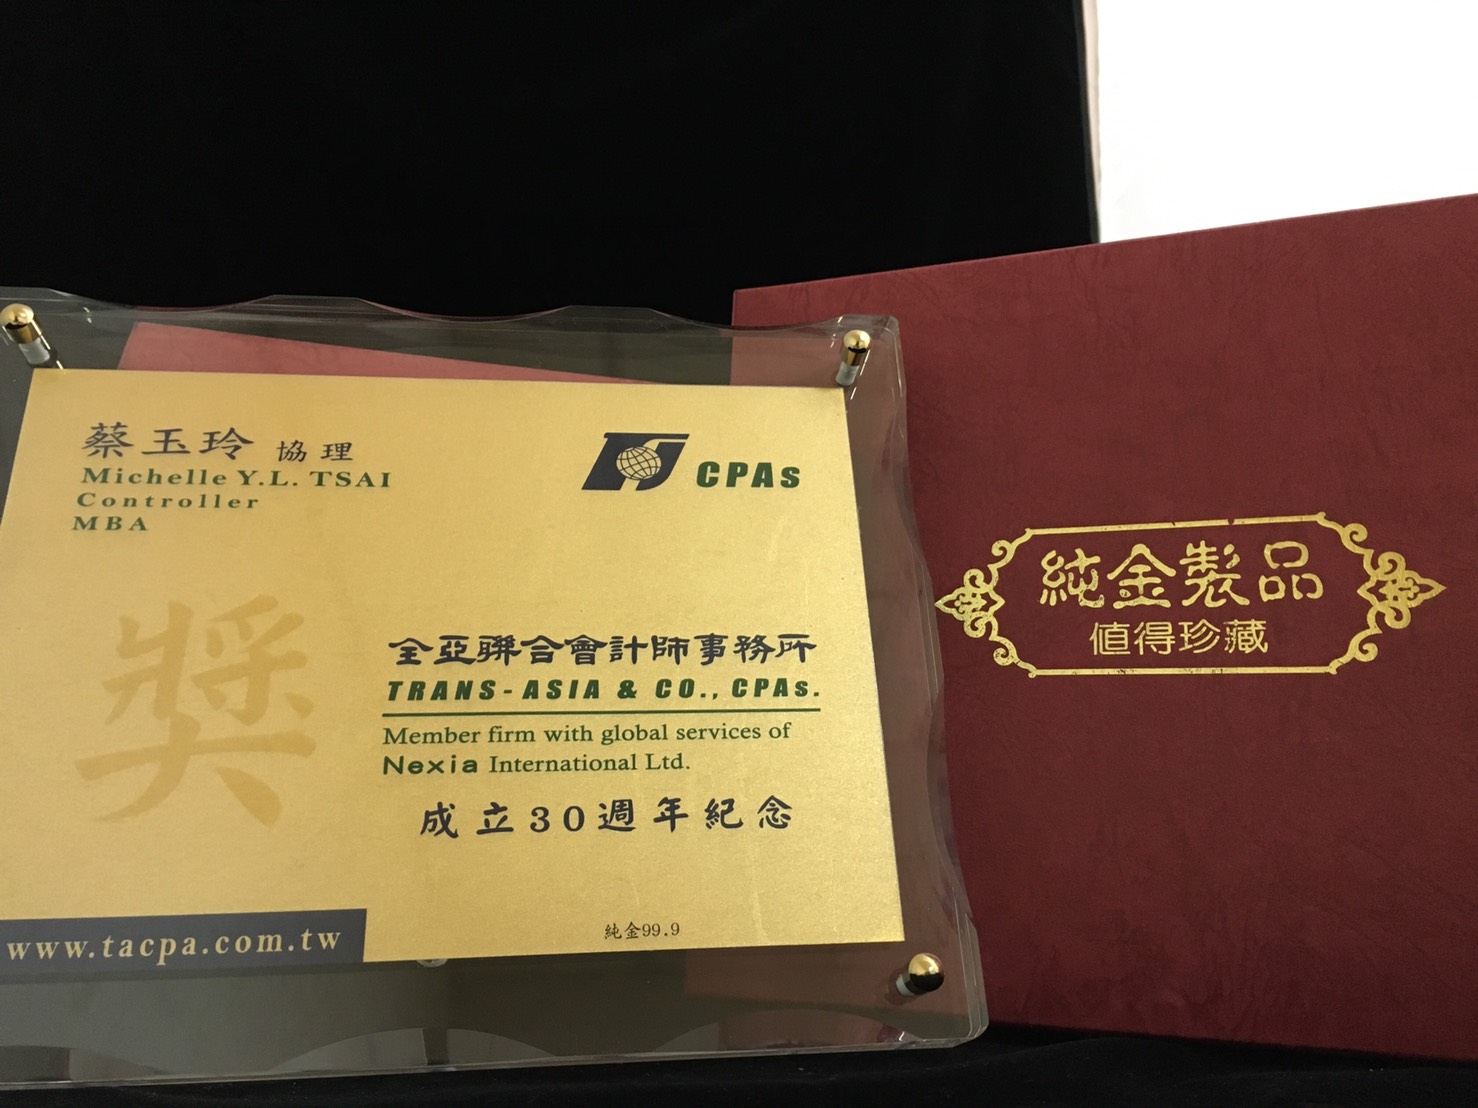 蔡玉玲 協理
Michelle Y.L. TSAI
Controller
MBA
CPAs
獎
全亞聯合會計師事務所
TRANS-ASIA & CO., CPAs.
Member firm with global services of
Nexia International Ltd.
成立30週年紀念
www.tacpa.com.tw
純金99.9
純金製品
值得珍藏